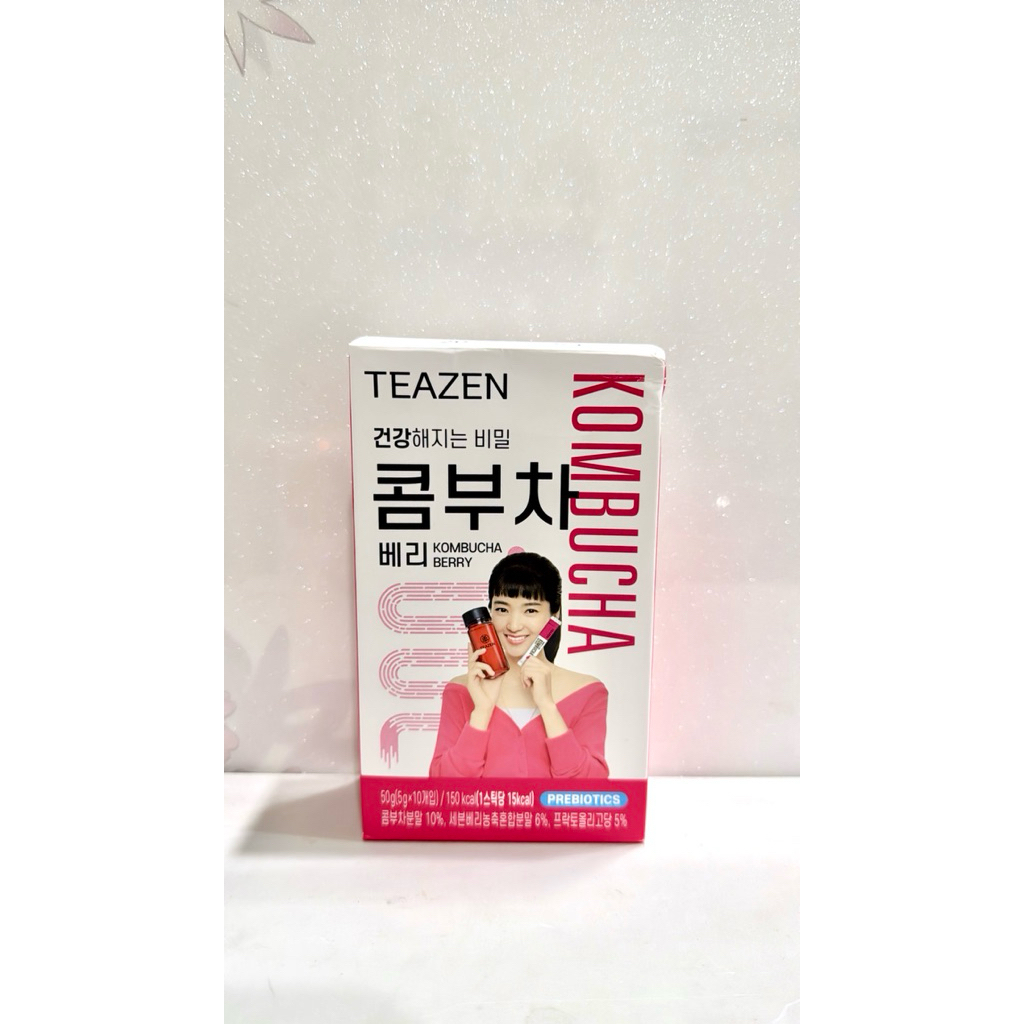 TEAZEN
건강해지는 비밀
콤부차
베리 KOMBUCHA
BERRY
KOMBUCHA
50g(5g×10개입) / 150 kcal(1스틱당 15kcal) PREBIOTICS
콤부차분말 10%, 세븐베리농축혼합분말 6%, 프락토올리고당 5%